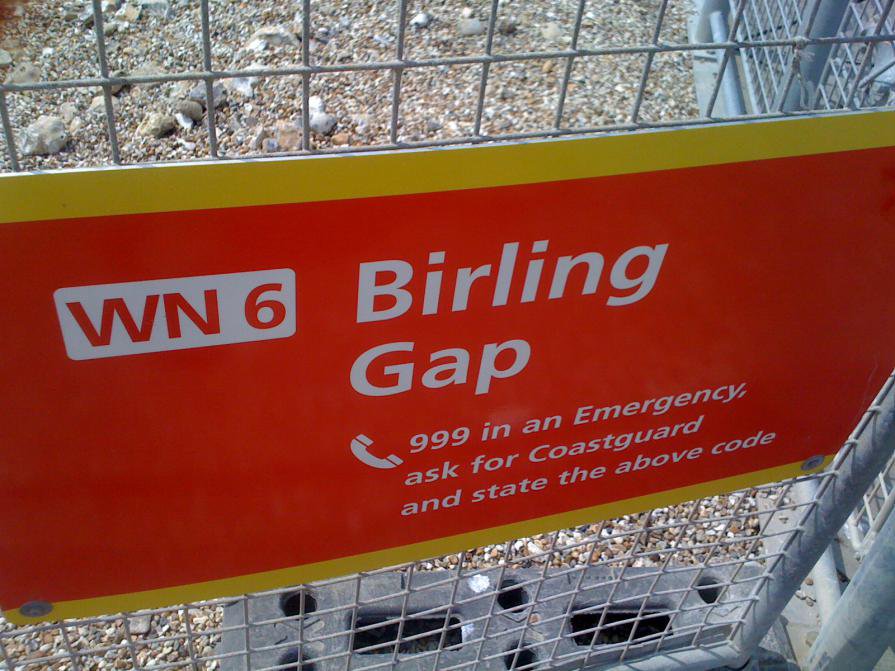 WN 6
Birling
Gap
999 in an Emergency,
ask for Coastguard
and state the above code